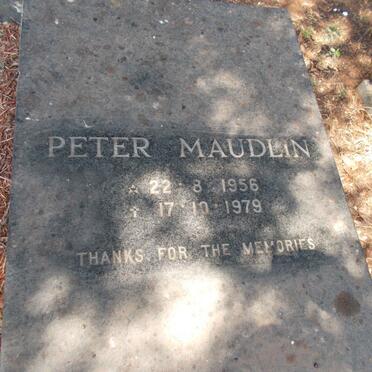 PETER MAUDLIN
☆ 22 · 8 · 1956
✝ 17 · 10 · 1979
THANKS FOR THE MEMORIES